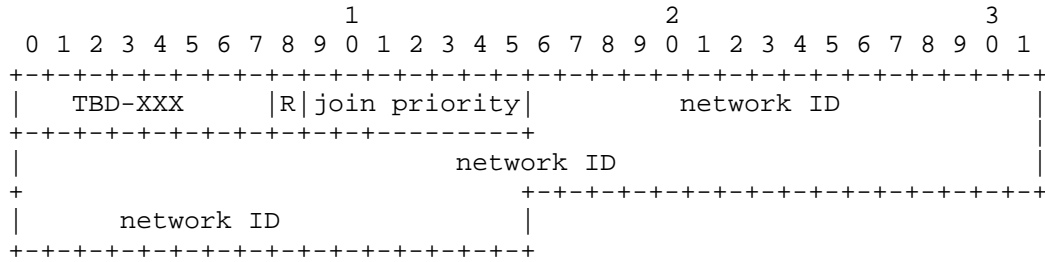 1                   2                   3
 0 1 2 3 4 5 6 7 8 9 0 1 2 3 4 5 6 7 8 9 0 1 2 3 4 5 6 7 8 9 0 1
+-+-+-+-+-+-+-+-+-+-+-+-+-+-+-+-+-+-+-+-+-+-+-+-+-+-+-+-+-+-+-+-+
|   TBD-XXX     |R|join priority|         network ID            |
+-+-+-+-+-+-+-+-+-+-+-+---------+                               |
|                           network ID                          |
+                               +-+-+-+-+-+-+-+-+-+-+-+-+-+-+-+-+
|      network ID               |
+-+-+-+-+-+-+-+-+-+-+-+-+-+-+-+-+